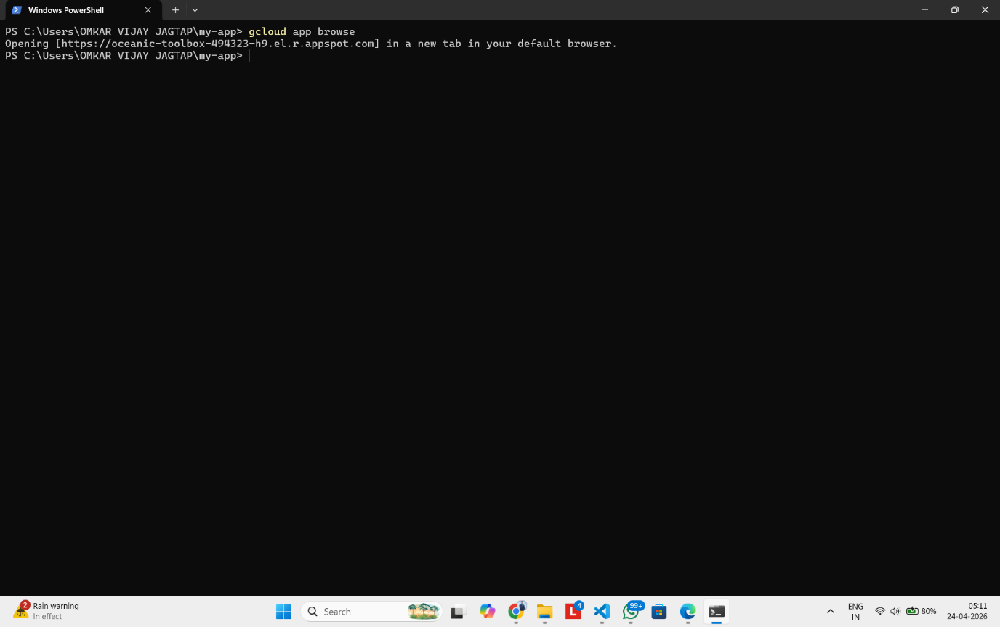 Windows PowerShell
PS C:\Users\OMKAR VIJAY JAGTAP\my-app> gcloud app browse
Opening [https://oceanic-toolbox-494323-h9.el.r.appspot.com] in a new tab in your default browser.
PS C:\Users\OMKAR VIJAY JAGTAP\my-app>
2
Rain warning
In effect
Search
L
4
99+
ENG
IN
80%
05:11
24-04-2026